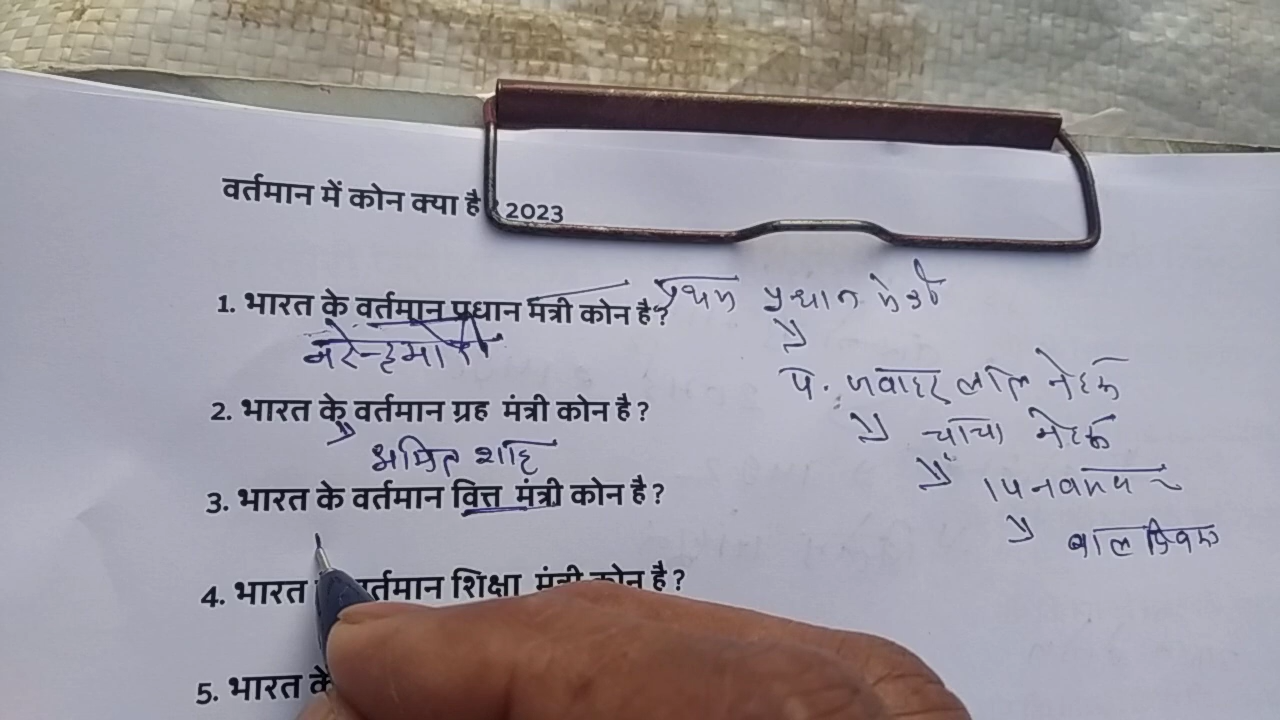 वर्तमान में कोन क्या है ? 2023
1. भारत के वर्तमान प्रधान मंत्री कोन है?
प्रथम प्रधान मंत्री
नरेन्द्रमोदी
पं. जवाहर लाल नेहरू
2. भारत के वर्तमान ग्रह मंत्री कोन है?
चाचा नेहरू
अमित शाह
3. भारत के वर्तमान वित्त मंत्री कोन है?
14 नवम्बर
बाल दिवस
4. भारत वर्तमान शिक्षा मंत्री कोन है?
5. भारत के